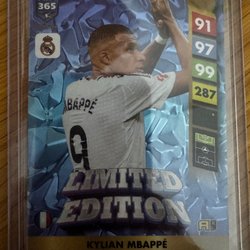 365
91
97
99
287
MBAPPÉ
9
LIMITED
EDITION
KYLIAN MBAPPÉ